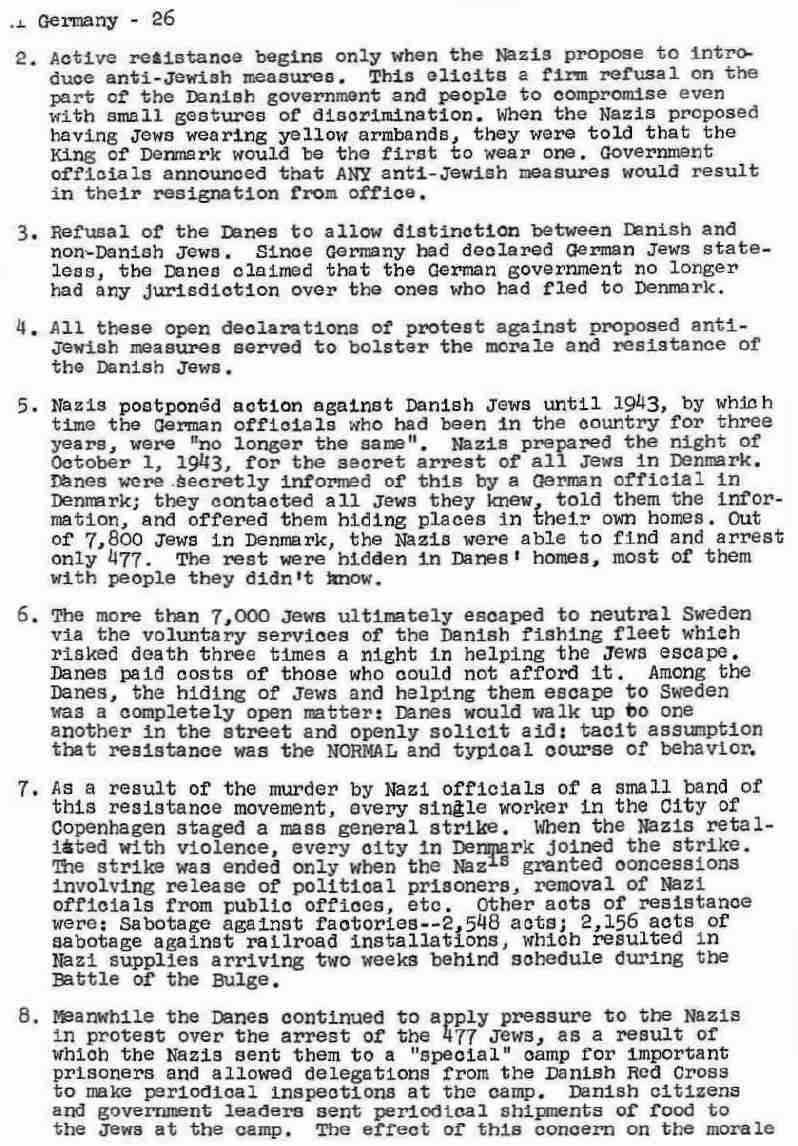 Germany - 26
2. Active resistance begins only when the Nazis propose to intro-
duce anti-Jewish measures. This elicits a firm refusal on the
part of the Danish government and people to compromise even
with small gestures of discrimination. When the Nazis proposed
having Jews wearing yellow armbands, they were told that the
King of Denmark would be the first to wear one. Government
officials announced that ANY anti-Jewish measures would result
in their resignation from office.
3. Refusal of the Danes to allow distinction between Danish and
non-Danish Jews. Since Germany had declared German Jews state-
less, the Danes claimed that the German government no longer
had any jurisdiction over the ones who had fled to Denmark.
4. All these open declarations of protest against proposed anti-
Jewish measures served to bolster the morale and resistance of
the Danish Jews.
5. Nazis postponed action against Danish Jews until 1943, by which
time the German officials who had been in the country for three
years, were "no longer the same". Nazis prepared the night of
October 1, 1943, for the secret arrest of all Jews in Denmark.
Danes were secretly informed of this by a German official in
Denmark; they contacted all Jews they knew, told them the infor-
mation, and offered them hiding places in their own homes. Out
of 7,800 Jews in Denmark, the Nazis were able to find and arrest
only 477. The rest were hidden in Danes' homes, most of them
with people they didn't know.
6. The more than 7,000 Jews ultimately escaped to neutral Sweden
via the voluntary services of the Danish fishing fleet which
risked death three times a night in helping the Jews escape.
Danes paid costs of those who could not afford it. Among the
Danes, the hiding of Jews and helping them escape to Sweden
was a completely open matter: Danes would walk up to one
another in the street and openly solicit aid: tacit assumption
that resistance was the NORMAL and typical course of behavior.
7. As a result of the murder by Nazi officials of a small band of
this resistance movement, every single worker in the City of
Copenhagen staged a mass general strike. When the Nazis retal-
iated with violence, every city in Denmark joined the strike.
The strike was ended only when the Nazis granted concessions
involving release of political prisoners, removal of Nazi
officials from public offices, etc. Other acts of resistance
were: Sabotage against factories--2,548 acts; 2,156 acts of
sabotage against railroad installations, which resulted in
Nazi supplies arriving two weeks behind schedule during the
Battle of the Bulge.
8. Meanwhile the Danes continued to apply pressure to the Nazis
in protest over the arrest of the 477 Jews, as a result of
which the Nazis sent them to a "special" camp for important
prisoners and allowed delegations from the Danish Red Cross
to make periodical inspections at the camp. Danish citizens
and government leaders sent periodical shipments of food to
the Jews at the camp. The effect of this concern on the morale